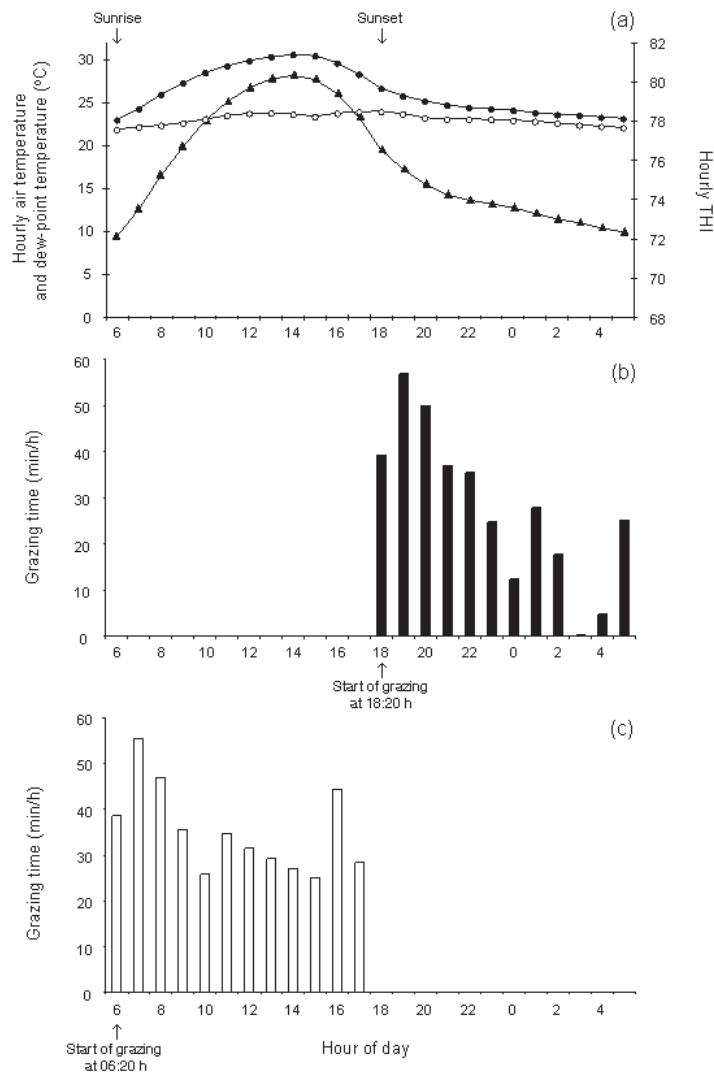 Sunrise
Sunset
(a)
Hourly air temperature
and dew-point temperature (ºC)
30
25
20
15
10
5
0
82
80
78
76
74
72
70
68
Hourly THI
6 8 10 12 14 16 18 20 22 0 2 4
(b)
Grazing time (min/h)
60
50
40
30
20
10
0
6 8 10 12 14 16 18 20 22 0 2 4
Start of grazing
at 18:20 h
(c)
Grazing time (min/h)
60
50
40
30
20
10
0
6 8 10 12 14 16 18 20 22 0 2 4
Start of grazing
at 06:20 h
Hour of day